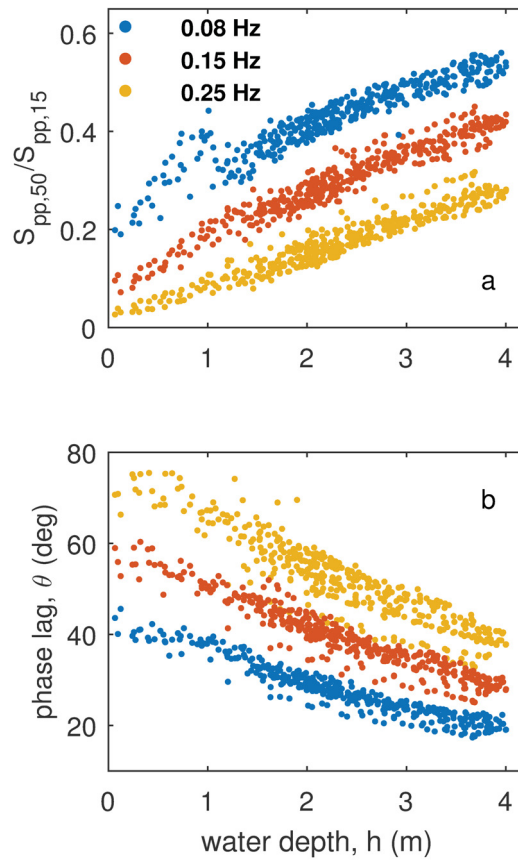 0.6
0.08 Hz
0.15 Hz
0.25 Hz
0.4
S_pp,50/S_pp,15
0.2
a
0
0 1 2 3 4
80
b
60
phase lag, θ (deg)
40
20
0 1 2 3 4
water depth, h (m)